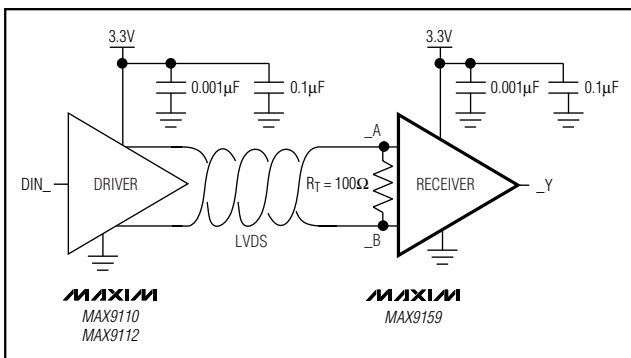 3.3V
0.001µF
0.1µF
3.3V
0.001µF
0.1µF
DIN_
DRIVER
LVDS
_A
RT = 100Ω
_B
RECEIVER
_Y
MAXIM
MAX9110
MAX9112
MAXIM
MAX9159